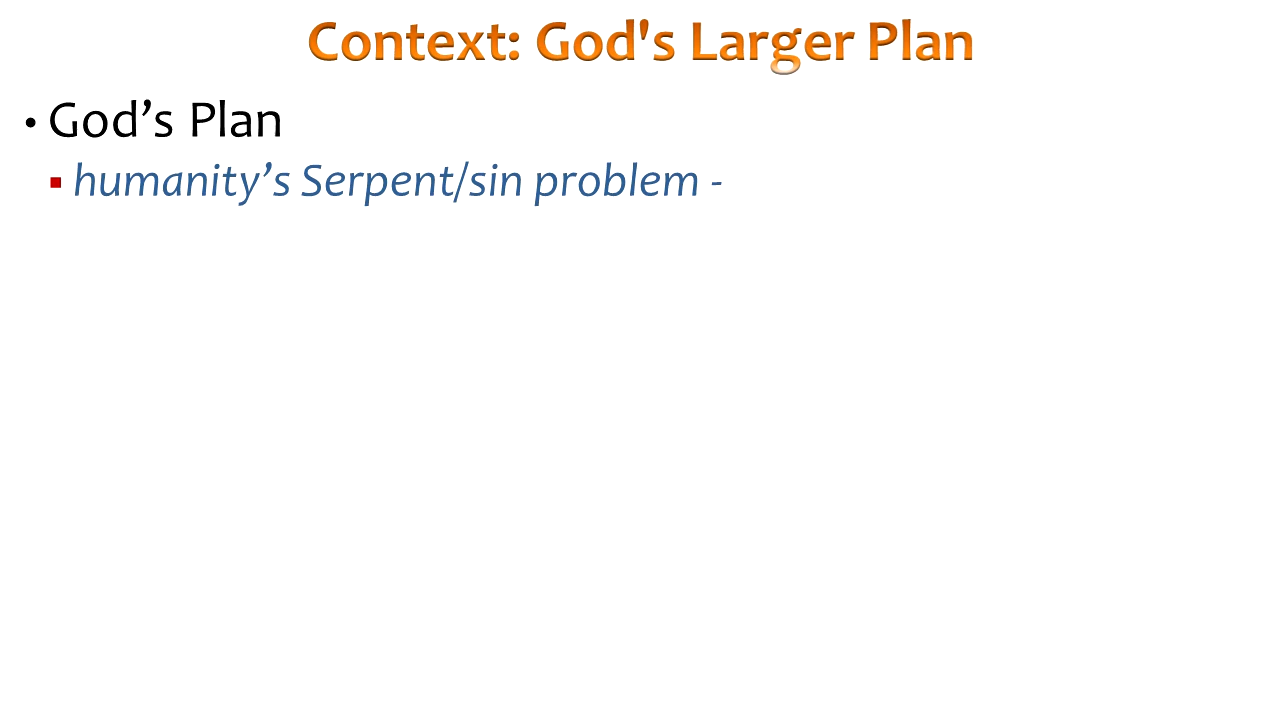 Context: God's Larger Plan
• God’s Plan
▪ humanity’s Serpent/sin problem -